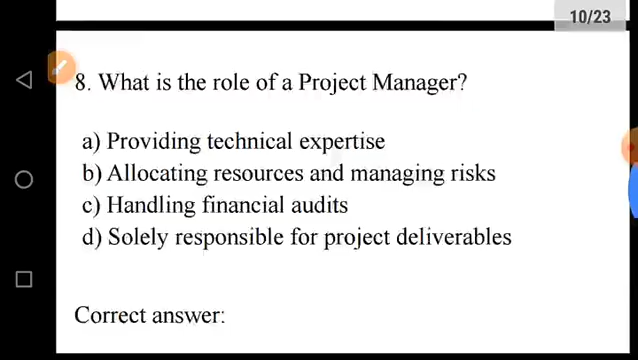 10/23
8. What is the role of a Project Manager?
a) Providing technical expertise
b) Allocating resources and managing risks
c) Handling financial audits
d) Solely responsible for project deliverables
Correct answer: